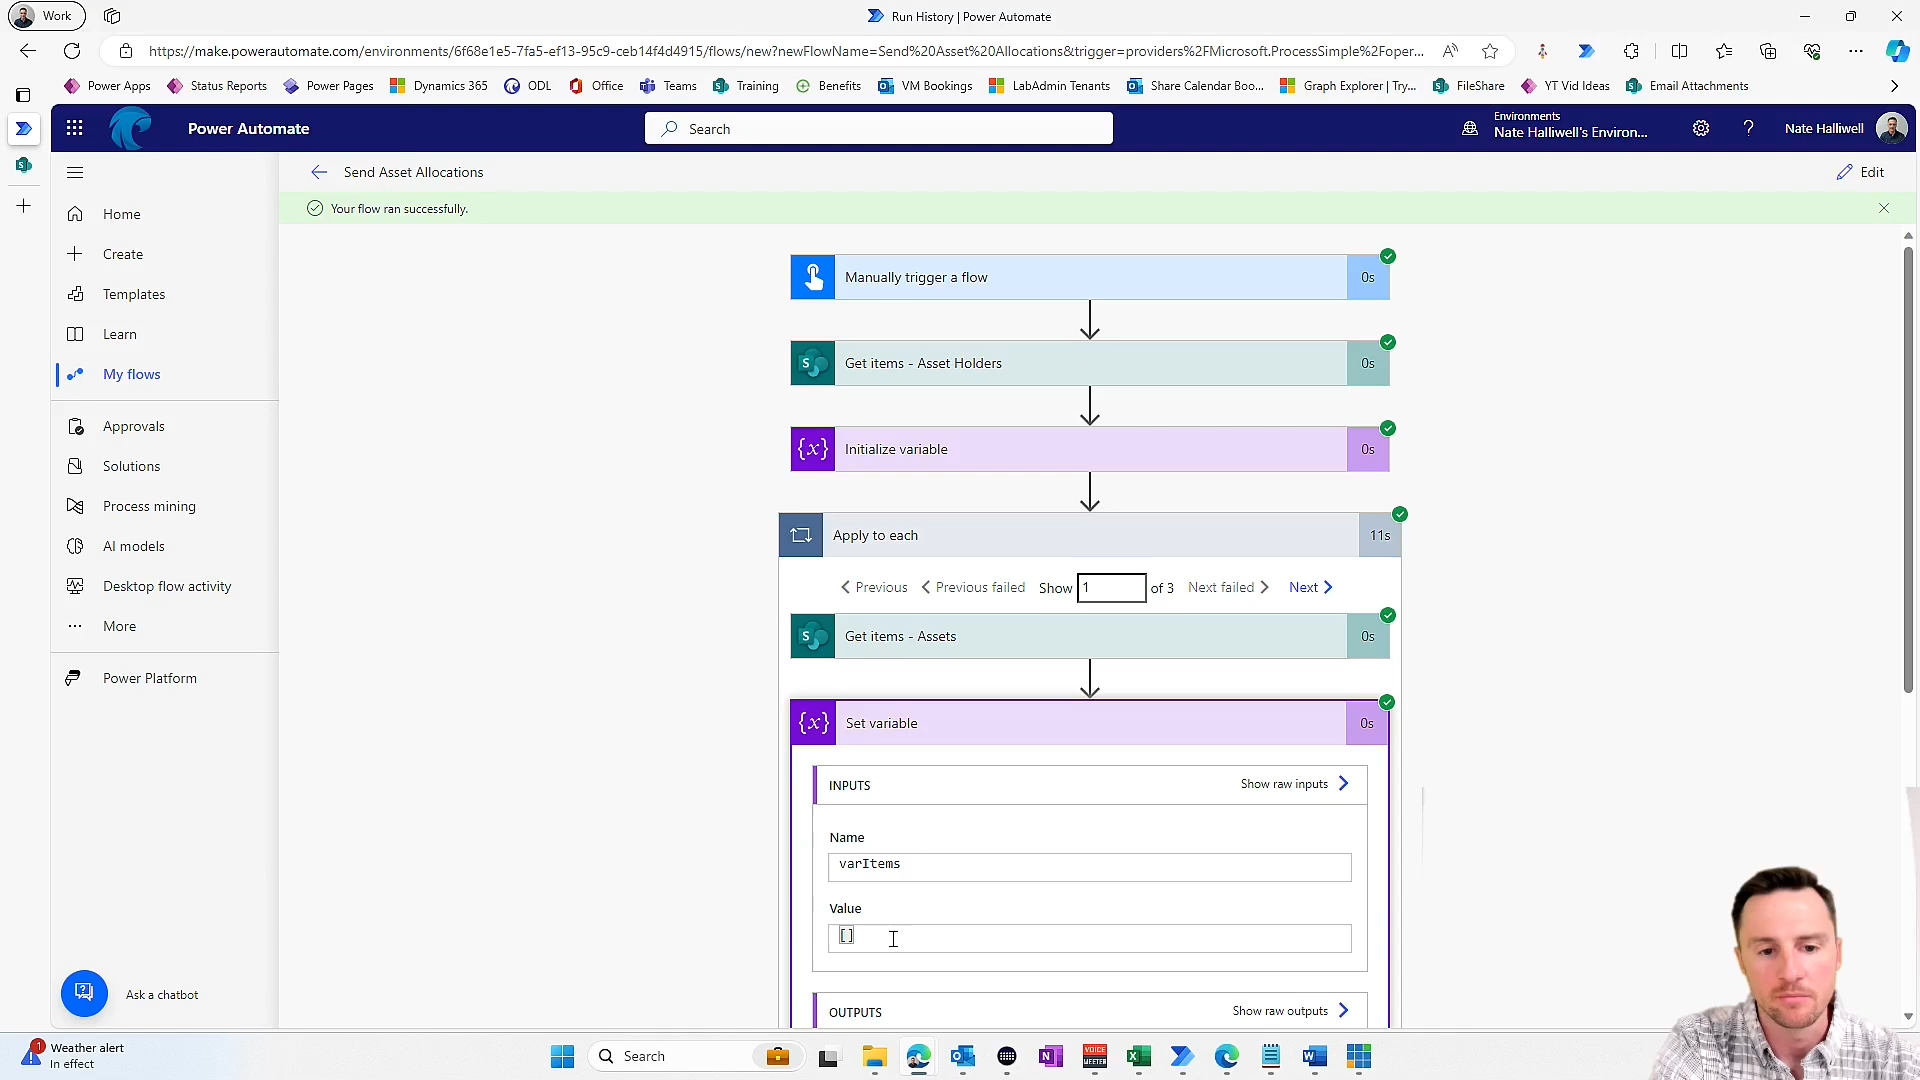 Work
Run History | Power Automate
https://make.powerautomate.com/environments/6f68e1e5-7fa5-ef13-95c9-ceb14f4d4915/flows/new?newFlowName=Send%20Asset%20Allocations&trigger=providers%2FMicrosoft.ProcessSimple%2Foper...
Power Apps
Status Reports
Power Pages
Dynamics 365
ODL
Office
Teams
Training
Benefits
VM Bookings
LabAdmin Tenants
Share Calendar Boo...
Graph Explorer | Try...
FileShare
YT Vid Ideas
Email Attachments
Power Automate
Search
Environments
Nate Halliwell's Environ...
Nate Halliwell
Send Asset Allocations
Edit
Your flow ran successfully.
Home
Create
Templates
Learn
My flows
Approvals
Solutions
Process mining
AI models
Desktop flow activity
More
Power Platform
Ask a chatbot
Manually trigger a flow
0s
Get items - Asset Holders
0s
{x} Initialize variable
0s
Apply to each
11s
Previous
Previous failed
Show 1 of 3
Next failed
Next
Get items - Assets
0s
{x} Set variable
0s
INPUTS
Show raw inputs
Name
varItems
Value
[]
OUTPUTS
Show raw outputs
1
Weather alert
In effect
Search
VOICE
MEETER